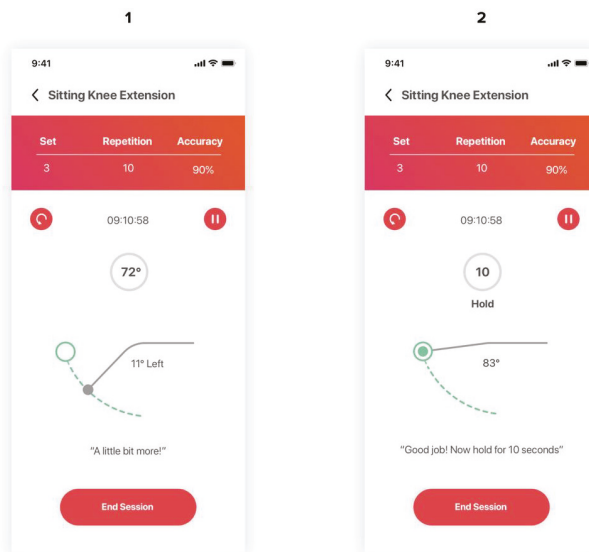 1
9:41
Sitting Knee Extension
Set Repetition Accuracy
3 10 90%
09:10:58
72°
11° Left
"A little bit more!"
End Session
2
9:41
Sitting Knee Extension
Set Repetition Accuracy
3 10 90%
09:10:58
10
Hold
83°
"Good job! Now hold for 10 seconds"
End Session